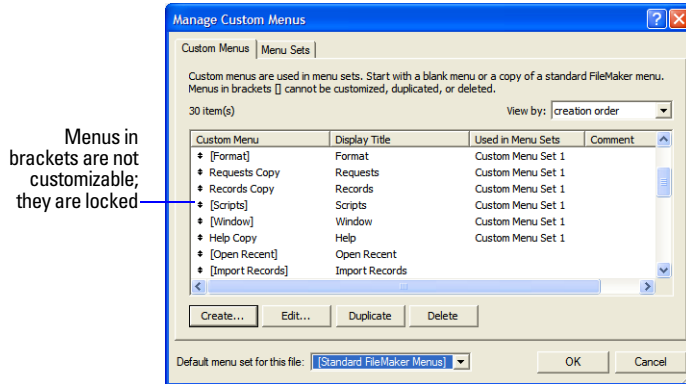 Manage Custom Menus
Custom Menus Menu Sets
Custom menus are used in menu sets. Start with a blank menu or a copy of a standard FileMaker menu.
Menus in brackets [] cannot be customized, duplicated, or deleted.
30 item(s) View by: creation order
Custom Menu Display Title Used in Menu Sets Comment
[Format] Format Custom Menu Set 1
Requests Copy Requests Custom Menu Set 1
Records Copy Records Custom Menu Set 1
[Scripts] Scripts Custom Menu Set 1
[Window] Window Custom Menu Set 1
Help Copy Help Custom Menu Set 1
[Open Recent] Open Recent
[Import Records] Import Records
Menus in
brackets are not
customizable;
they are locked
Create... Edit... Duplicate Delete
Default menu set for this file: [Standard FileMaker Menus] OK Cancel